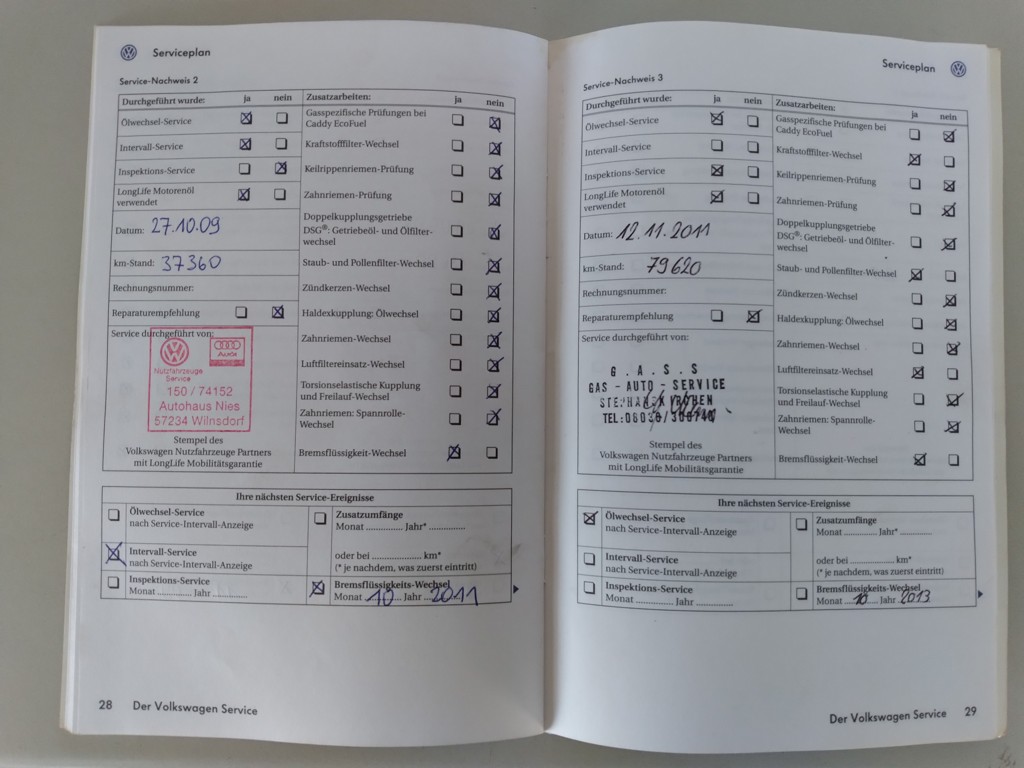 Serviceplan
Service-Nachweis 2
Durchgeführt wurde: ja nein
Ölwechsel-Service
Intervall-Service
Inspektions-Service
LongLife Motorenöl
verwendet
Datum: 27.10.09
km-Stand: 37360
Rechnungsnummer:
Reparaturempfehlung
Service durchgeführt von:
Nutzfahrzeuge
Service
Audi
150 / 74152
Autohaus Nies
57234 Wilnsdorf
Stempel des
Volkswagen Nutzfahrzeuge Partners
mit LongLife Mobilitätsgarantie
Zusatzarbeiten: ja nein
Gasspezifische Prüfungen bei
Caddy EcoFuel
Kraftstofffilter-Wechsel
Keilrippenriemen-Prüfung
Zahnriemen-Prüfung
Doppelkupplungsgetriebe
DSG®: Getriebeöl- und Ölfilter-
wechsel
Staub- und Pollenfilter-Wechsel
Zündkerzen-Wechsel
Haldexkupplung: Ölwechsel
Zahnriemen-Wechsel
Luftfiltereinsatz-Wechsel
Torsionselastische Kupplung
und Freilauf-Wechsel
Zahnriemen: Spannrolle-
Wechsel
Bremsflüssigkeit-Wechsel
Ihre nächsten Service-Ereignisse
Ölwechsel-Service
nach Service-Intervall-Anzeige
Intervall-Service
nach Service-Intervall-Anzeige
Inspektions-Service
Monat ............ Jahr ............
Zusatzumfänge
Monat ............ Jahr* ............
oder bei .................. km*
(* je nachdem, was zuerst eintritt)
Bremsflüssigkeits-Wechsel
Monat 10 Jahr 2011
28 Der Volkswagen Service
Serviceplan
Service-Nachweis 3
Durchgeführt wurde: ja nein
Ölwechsel-Service
Intervall-Service
Inspektions-Service
LongLife Motorenöl
verwendet
Datum: 12.11.2011
km-Stand: 79620
Rechnungsnummer:
Reparaturempfehlung
Service durchgeführt von:
G . A . S . S
GAS - AUTO - SERVICE
Stempel des
Volkswagen Nutzfahrzeuge Partners
mit LongLife Mobilitätsgarantie
Zusatzarbeiten: ja nein
Gasspezifische Prüfungen bei
Caddy EcoFuel
Kraftstofffilter-Wechsel
Keilrippenriemen-Prüfung
Zahnriemen-Prüfung
Doppelkupplungsgetriebe
DSG®: Getriebeöl- und Ölfilter-
wechsel
Staub- und Pollenfilter-Wechsel
Zündkerzen-Wechsel
Haldexkupplung: Ölwechsel
Zahnriemen-Wechsel
Luftfiltereinsatz-Wechsel
Torsionselastische Kupplung
und Freilauf-Wechsel
Zahnriemen: Spannrolle-
Wechsel
Bremsflüssigkeit-Wechsel
Ihre nächsten Service-Ereignisse
Ölwechsel-Service
nach Service-Intervall-Anzeige
Intervall-Service
nach Service-Intervall-Anzeige
Inspektions-Service
Monat ............ Jahr ............
Zusatzumfänge
Monat ............ Jahr* ............
oder bei .................. km*
(* je nachdem, was zuerst eintritt)
Bremsflüssigkeits-Wechsel
Monat 10 Jahr 2013
Der Volkswagen Service 29